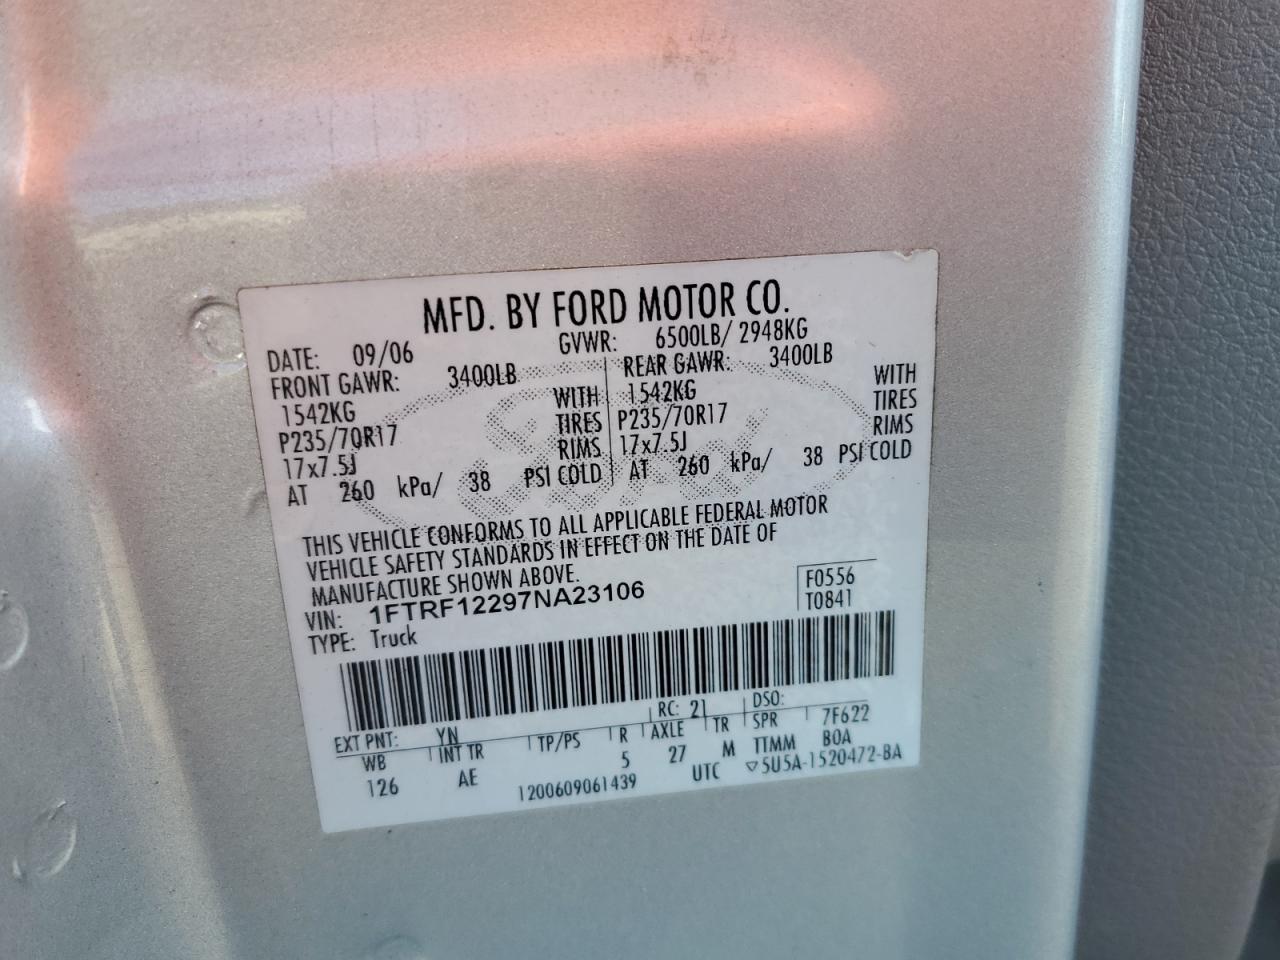 MFD. BY FORD MOTOR CO.
DATE: 09/06 GVWR: 6500LB/ 2948KG
FRONT GAWR: 3400LB REAR GAWR: 3400LB
1542KG WITH 1542KG WITH
P235/70R17 TIRES P235/70R17 TIRES
17x7.5J RIMS 17x7.5J RIMS
AT 260 kPa/ 38 PSI COLD AT 260 kPa/ 38 PSI COLD
THIS VEHICLE CONFORMS TO ALL APPLICABLE FEDERAL MOTOR
VEHICLE SAFETY STANDARDS IN EFFECT ON THE DATE OF
MANUFACTURE SHOWN ABOVE.
VIN: 1FTRF12297NA23106 F0556
TYPE: Truck T0841
EXT PNT: YN RC: 21 DSO:
WB INT TR TP/PS R AXLE TR SPR 7F622
126 AE 5 27 M TTMM BOA
1200609061439 UTC ▽5U5A-1520472-BA
Ford